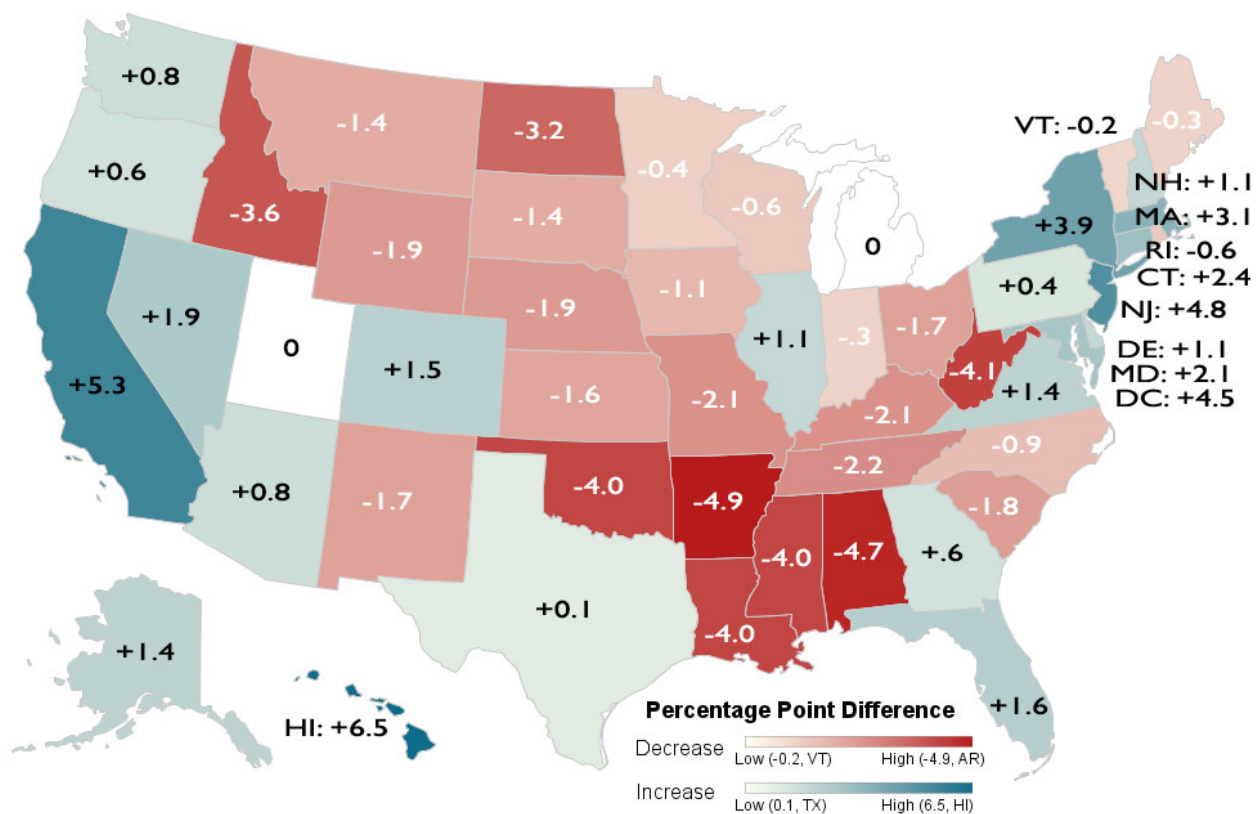 +0.8
-1.4
-3.2
-0.4
VT: -0.2
-0.3
+0.6
-3.6
-1.9
-1.4
-0.6
0
+3.9
NH: +1.1
MA: +3.1
RI: -0.6
CT: +2.4
NJ: +4.8
+0.4
+1.9
0
-1.9
-1.1
+1.1
-.3
-1.7
-4.1
DE: +1.1
MD: +2.1
DC: +4.5
+5.3
+1.5
-1.6
-2.1
-2.1
+1.4
+0.8
-1.7
-4.0
-4.9
-2.2
-0.9
-1.8
+0.1
-4.0
-4.0
-4.7
+.6
+1.4
HI: +6.5
+1.6
Percentage Point Difference
Decrease
Low (-0.2, VT) High (-4.9, AR)
Increase
Low (0.1, TX) High (6.5, HI)